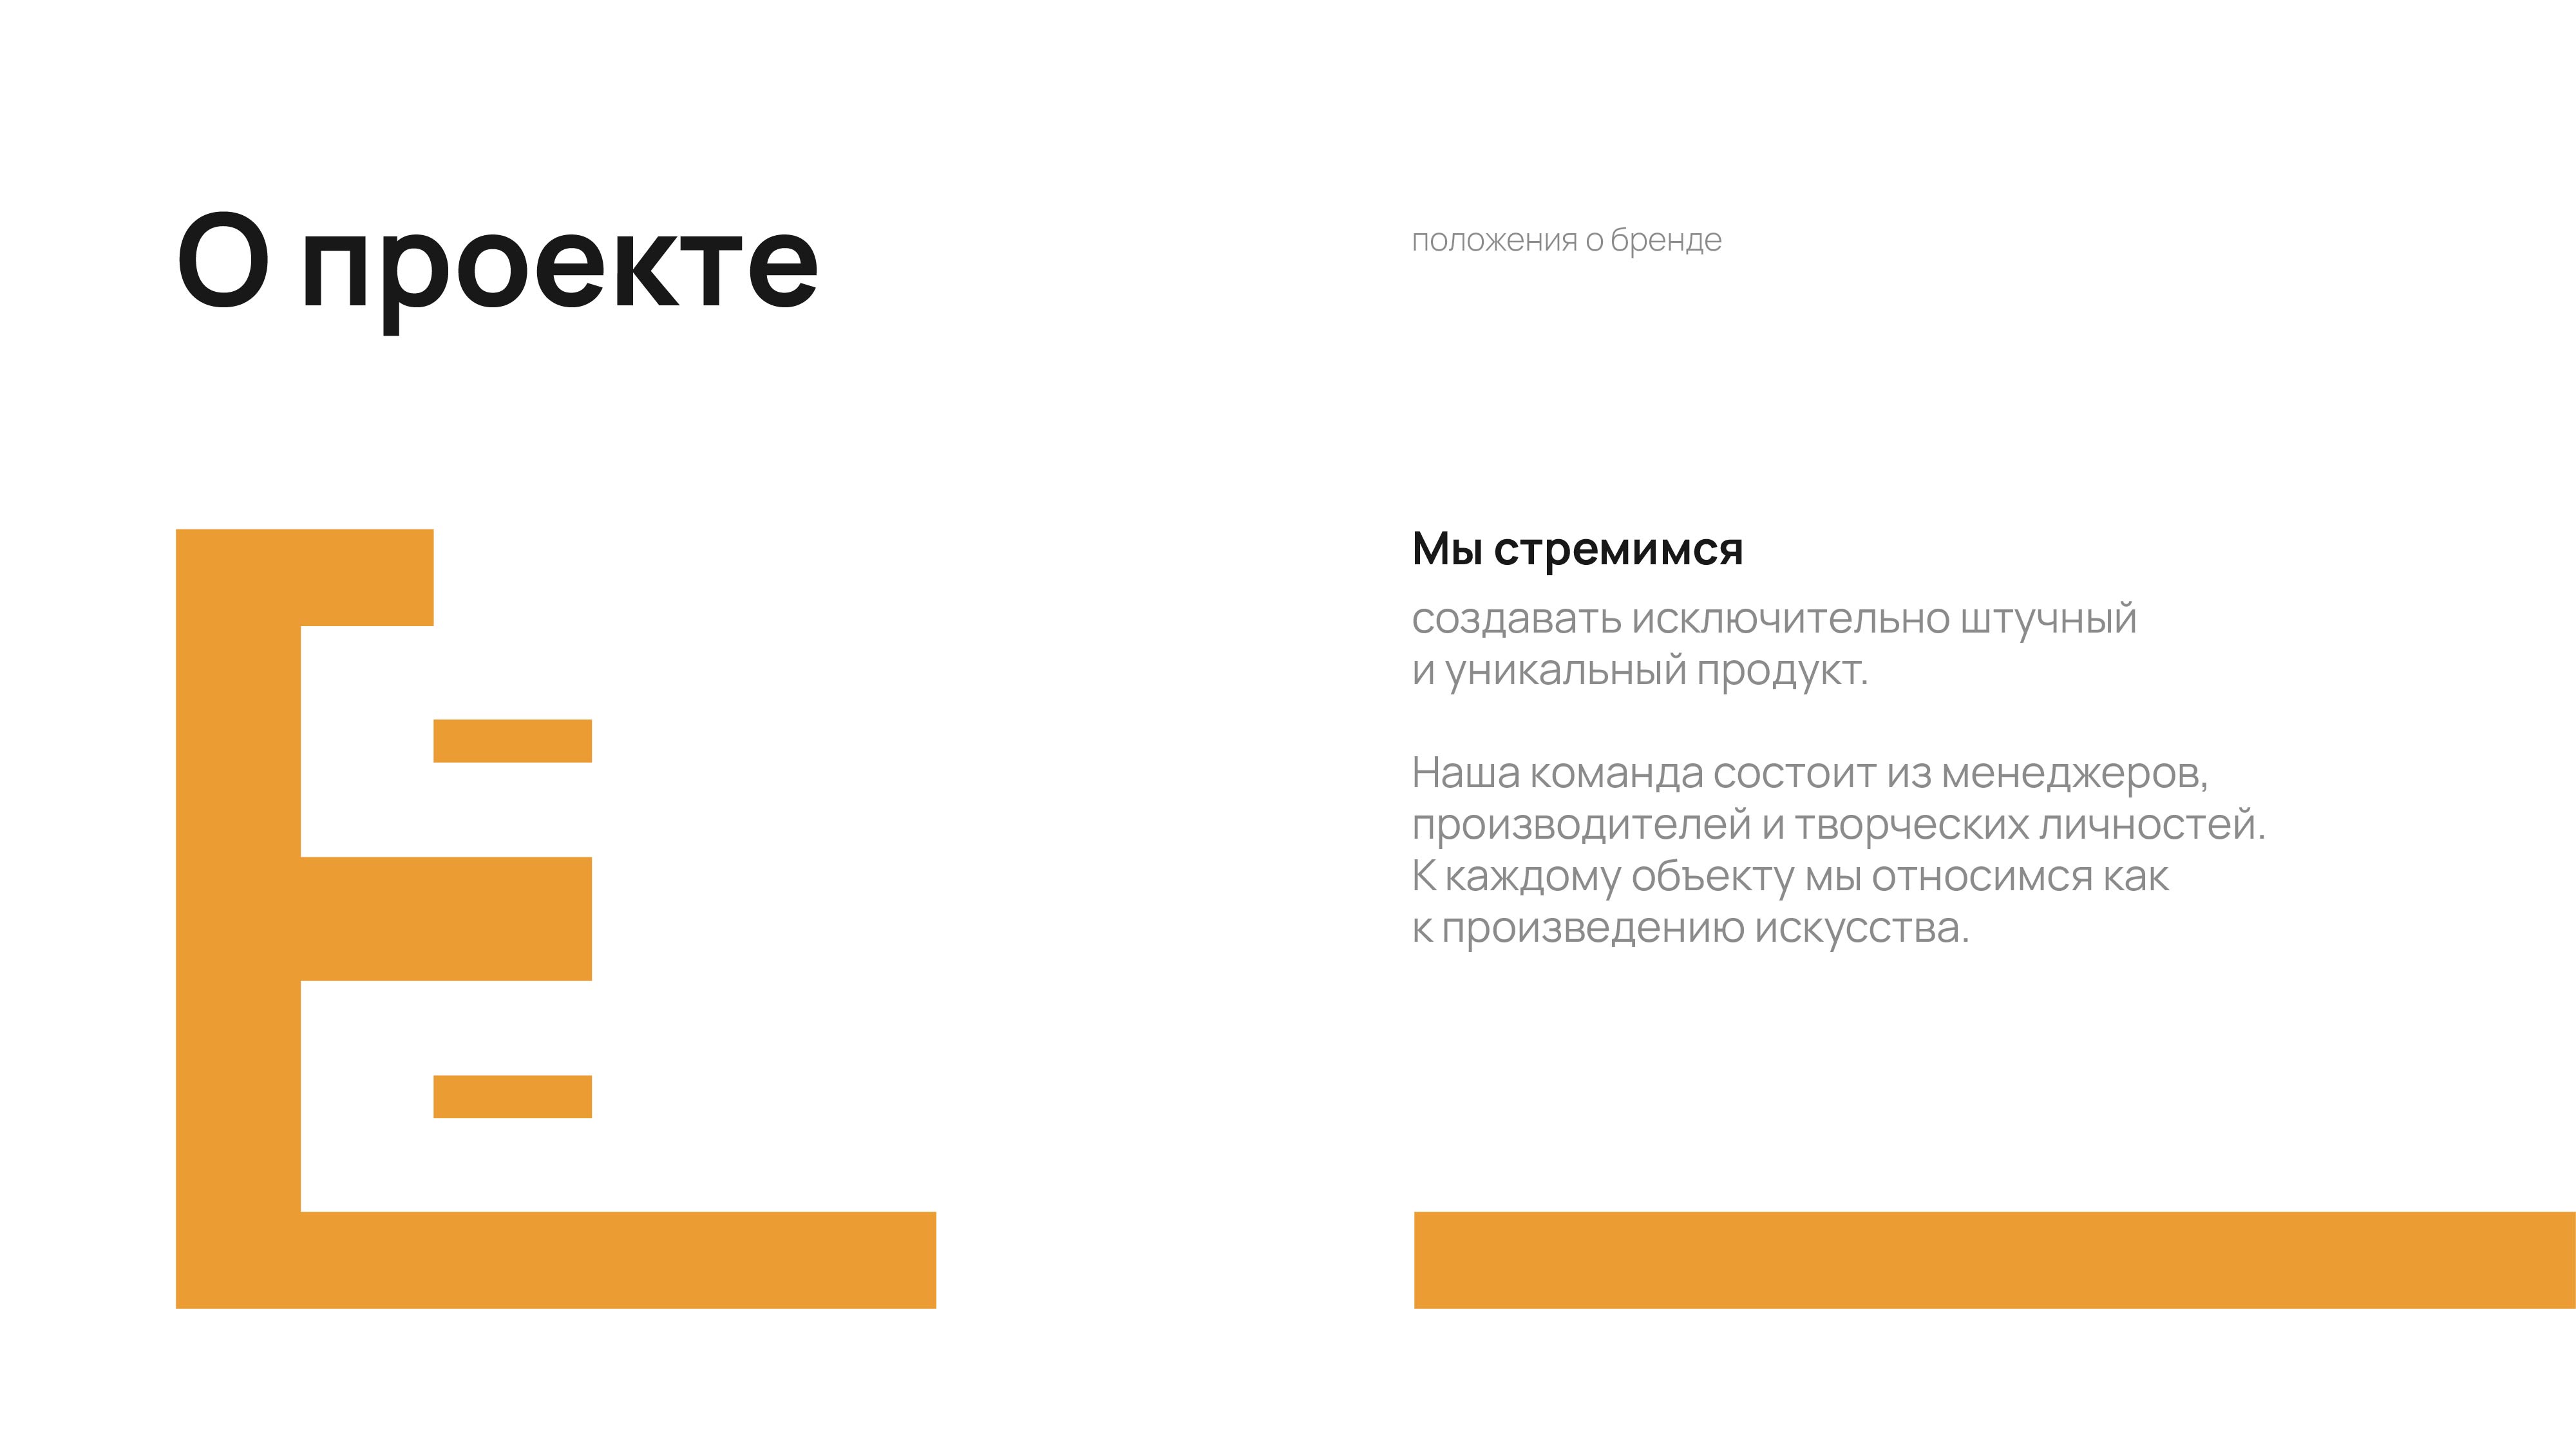 О проекте
положения о бренде
Мы стремимся
создавать исключительно штучный
и уникальный продукт.
Наша команда состоит из менеджеров,
производителей и творческих личностей.
К каждому объекту мы относимся как
к произведению искусства.